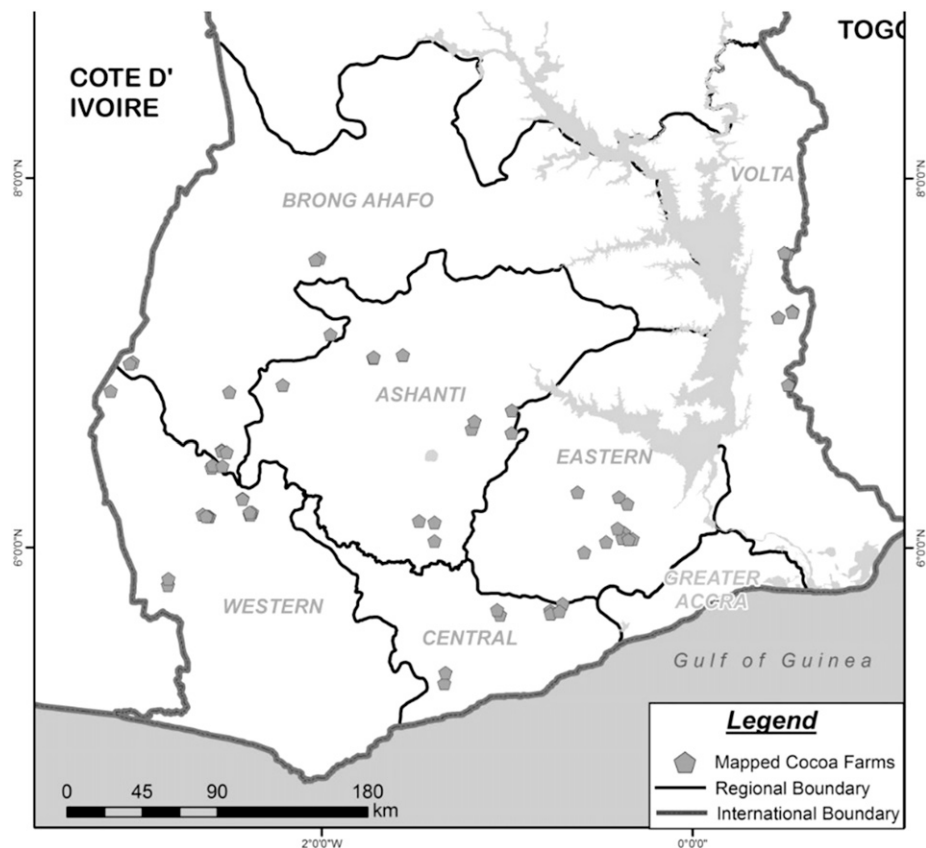 TOGO
COTE D'
IVOIRE
8°0'0"N
8°0'0"N
VOLTA
BRONG AHAFO
ASHANTI
EASTERN
6°0'0"N
6°0'0"N
GREATER
ACCRA
WESTERN
CENTRAL
Gulf of Guinea
Legend
Mapped Cocoa Farms
Regional Boundary
International Boundary
0 45 90 180
km
2°0'0"W
0°0'0"